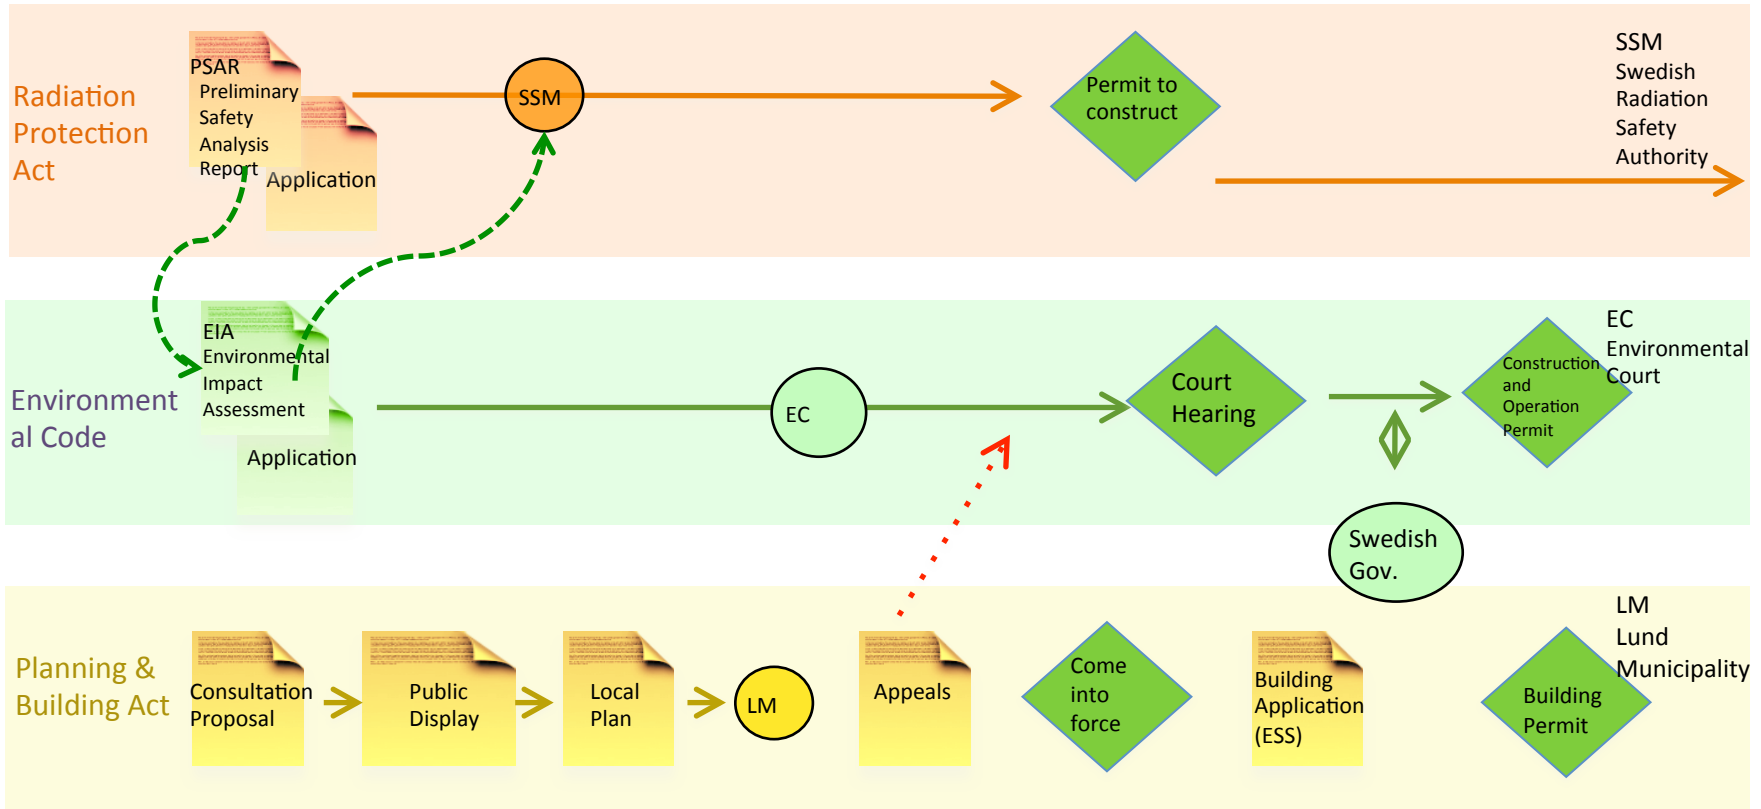 Radiation
Protection
Act
PSAR
Preliminary
Safety
Analysis
Report
Application
SSM
Permit to
construct
SSM
Swedish
Radiation
Safety
Authority
Environment
al Code
EIA
Environmental
Impact
Assessment
Application
EC
Court
Hearing
Construction
and
Operation
Permit
EC
Environmental
Court
Swedish
Gov.
Planning &
Building Act
Consultation
Proposal
Public
Display
Local
Plan
LM
Appeals
Come
into
force
Building
Application
(ESS)
Building
Permit
LM
Lund
Municipality